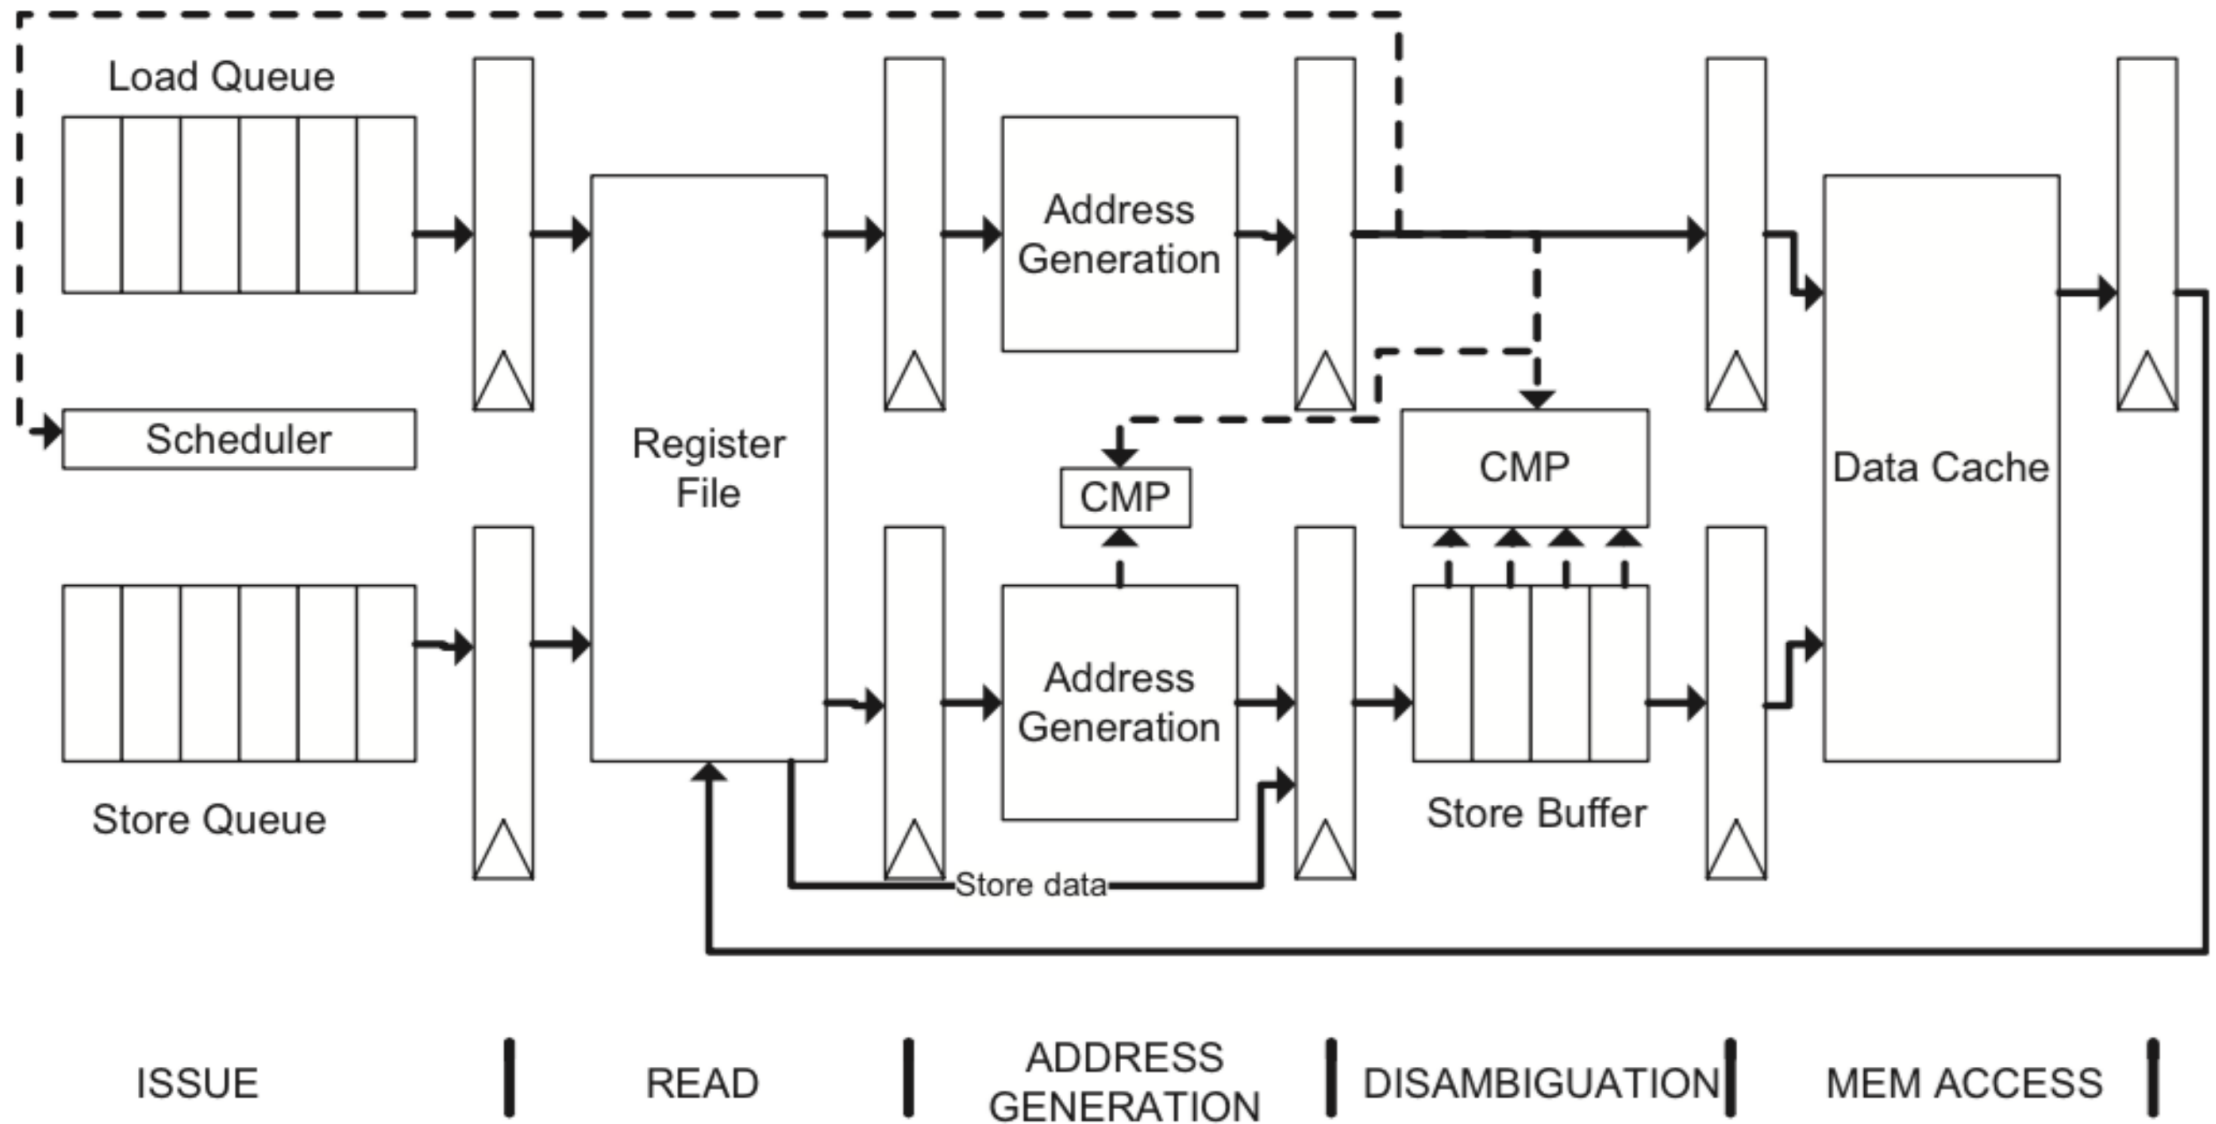 Load Queue
Address
Generation
Scheduler
Register
File
CMP
CMP
Data Cache
Address
Generation
Store Queue
Store Buffer
Store data
ISSUE
READ
ADDRESS
GENERATION
DISAMBIGUATION
MEM ACCESS